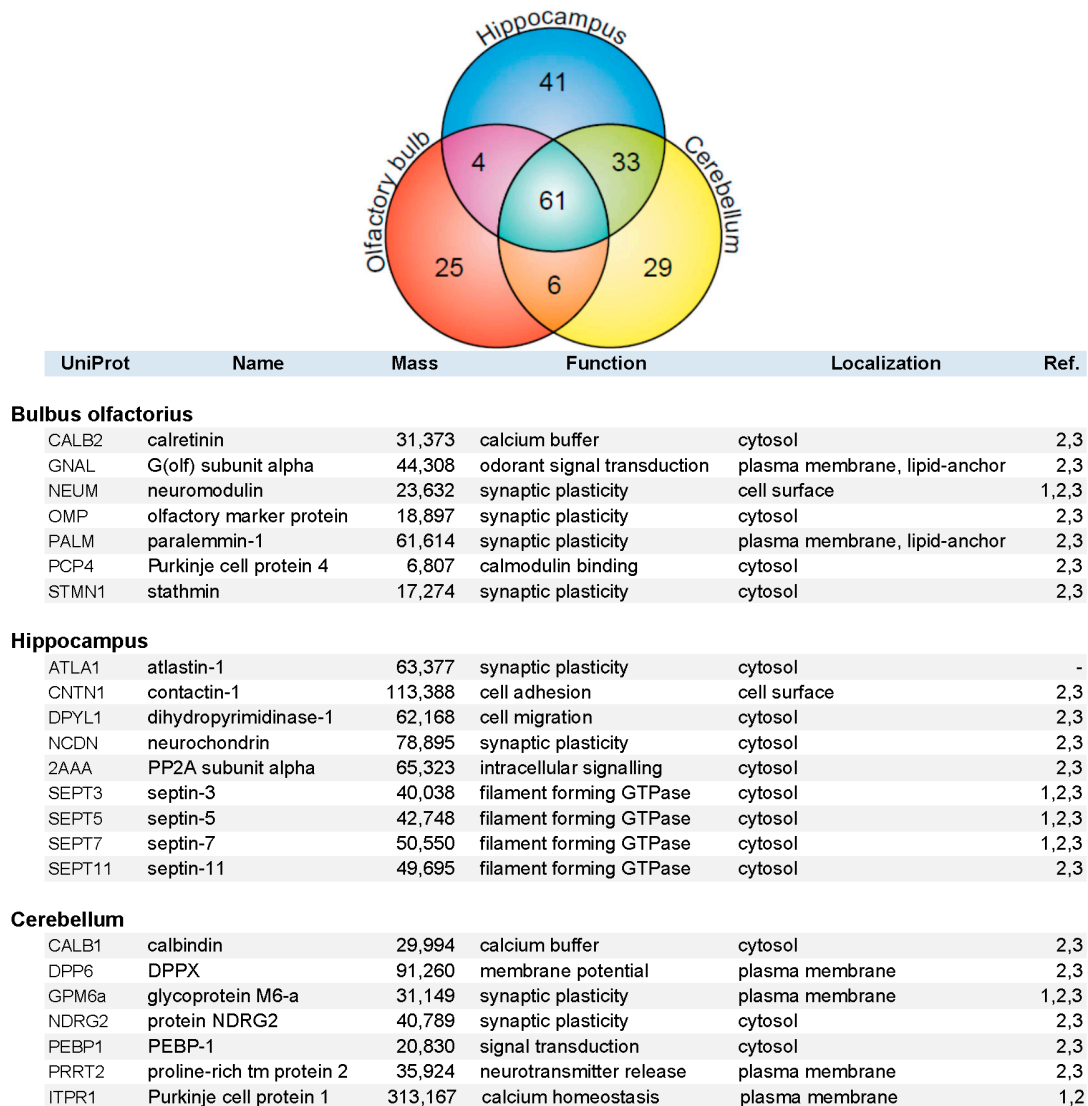 Hippocampus
41
Olfactory bulb
Cerebellum
4
33
61
25
6
29
UniProt Name Mass Function Localization Ref.
Bulbus olfactorius
CALB2 calretinin 31,373 calcium buffer cytosol 2,3
GNAL G(olf) subunit alpha 44,308 odorant signal transduction plasma membrane, lipid-anchor 2,3
NEUM neuromodulin 23,632 synaptic plasticity cell surface 1,2,3
OMP olfactory marker protein 18,897 synaptic plasticity cytosol 2,3
PALM paralemmin-1 61,614 synaptic plasticity plasma membrane, lipid-anchor 2,3
PCP4 Purkinje cell protein 4 6,807 calmodulin binding cytosol 2,3
STMN1 stathmin 17,274 synaptic plasticity cytosol 2,3
Hippocampus
ATLA1 atlastin-1 63,377 synaptic plasticity cytosol -
CNTN1 contactin-1 113,388 cell adhesion cell surface 2,3
DPYL1 dihydropyrimidinase-1 62,168 cell migration cytosol 2,3
NCDN neurochondrin 78,895 synaptic plasticity cytosol 2,3
2AAA PP2A subunit alpha 65,323 intracellular signalling cytosol 2,3
SEPT3 septin-3 40,038 filament forming GTPase cytosol 1,2,3
SEPT5 septin-5 42,748 filament forming GTPase cytosol 1,2,3
SEPT7 septin-7 50,550 filament forming GTPase cytosol 1,2,3
SEPT11 septin-11 49,695 filament forming GTPase cytosol 2,3
Cerebellum
CALB1 calbindin 29,994 calcium buffer cytosol 2,3
DPP6 DPPX 91,260 membrane potential plasma membrane 2,3
GPM6a glycoprotein M6-a 31,149 synaptic plasticity plasma membrane 1,2,3
NDRG2 protein NDRG2 40,789 synaptic plasticity cytosol 2,3
PEBP1 PEBP-1 20,830 signal transduction cytosol 2,3
PRRT2 proline-rich tm protein 2 35,924 neurotransmitter release plasma membrane 2,3
ITPR1 Purkinje cell protein 1 313,167 calcium homeostasis plasma membrane 1,2